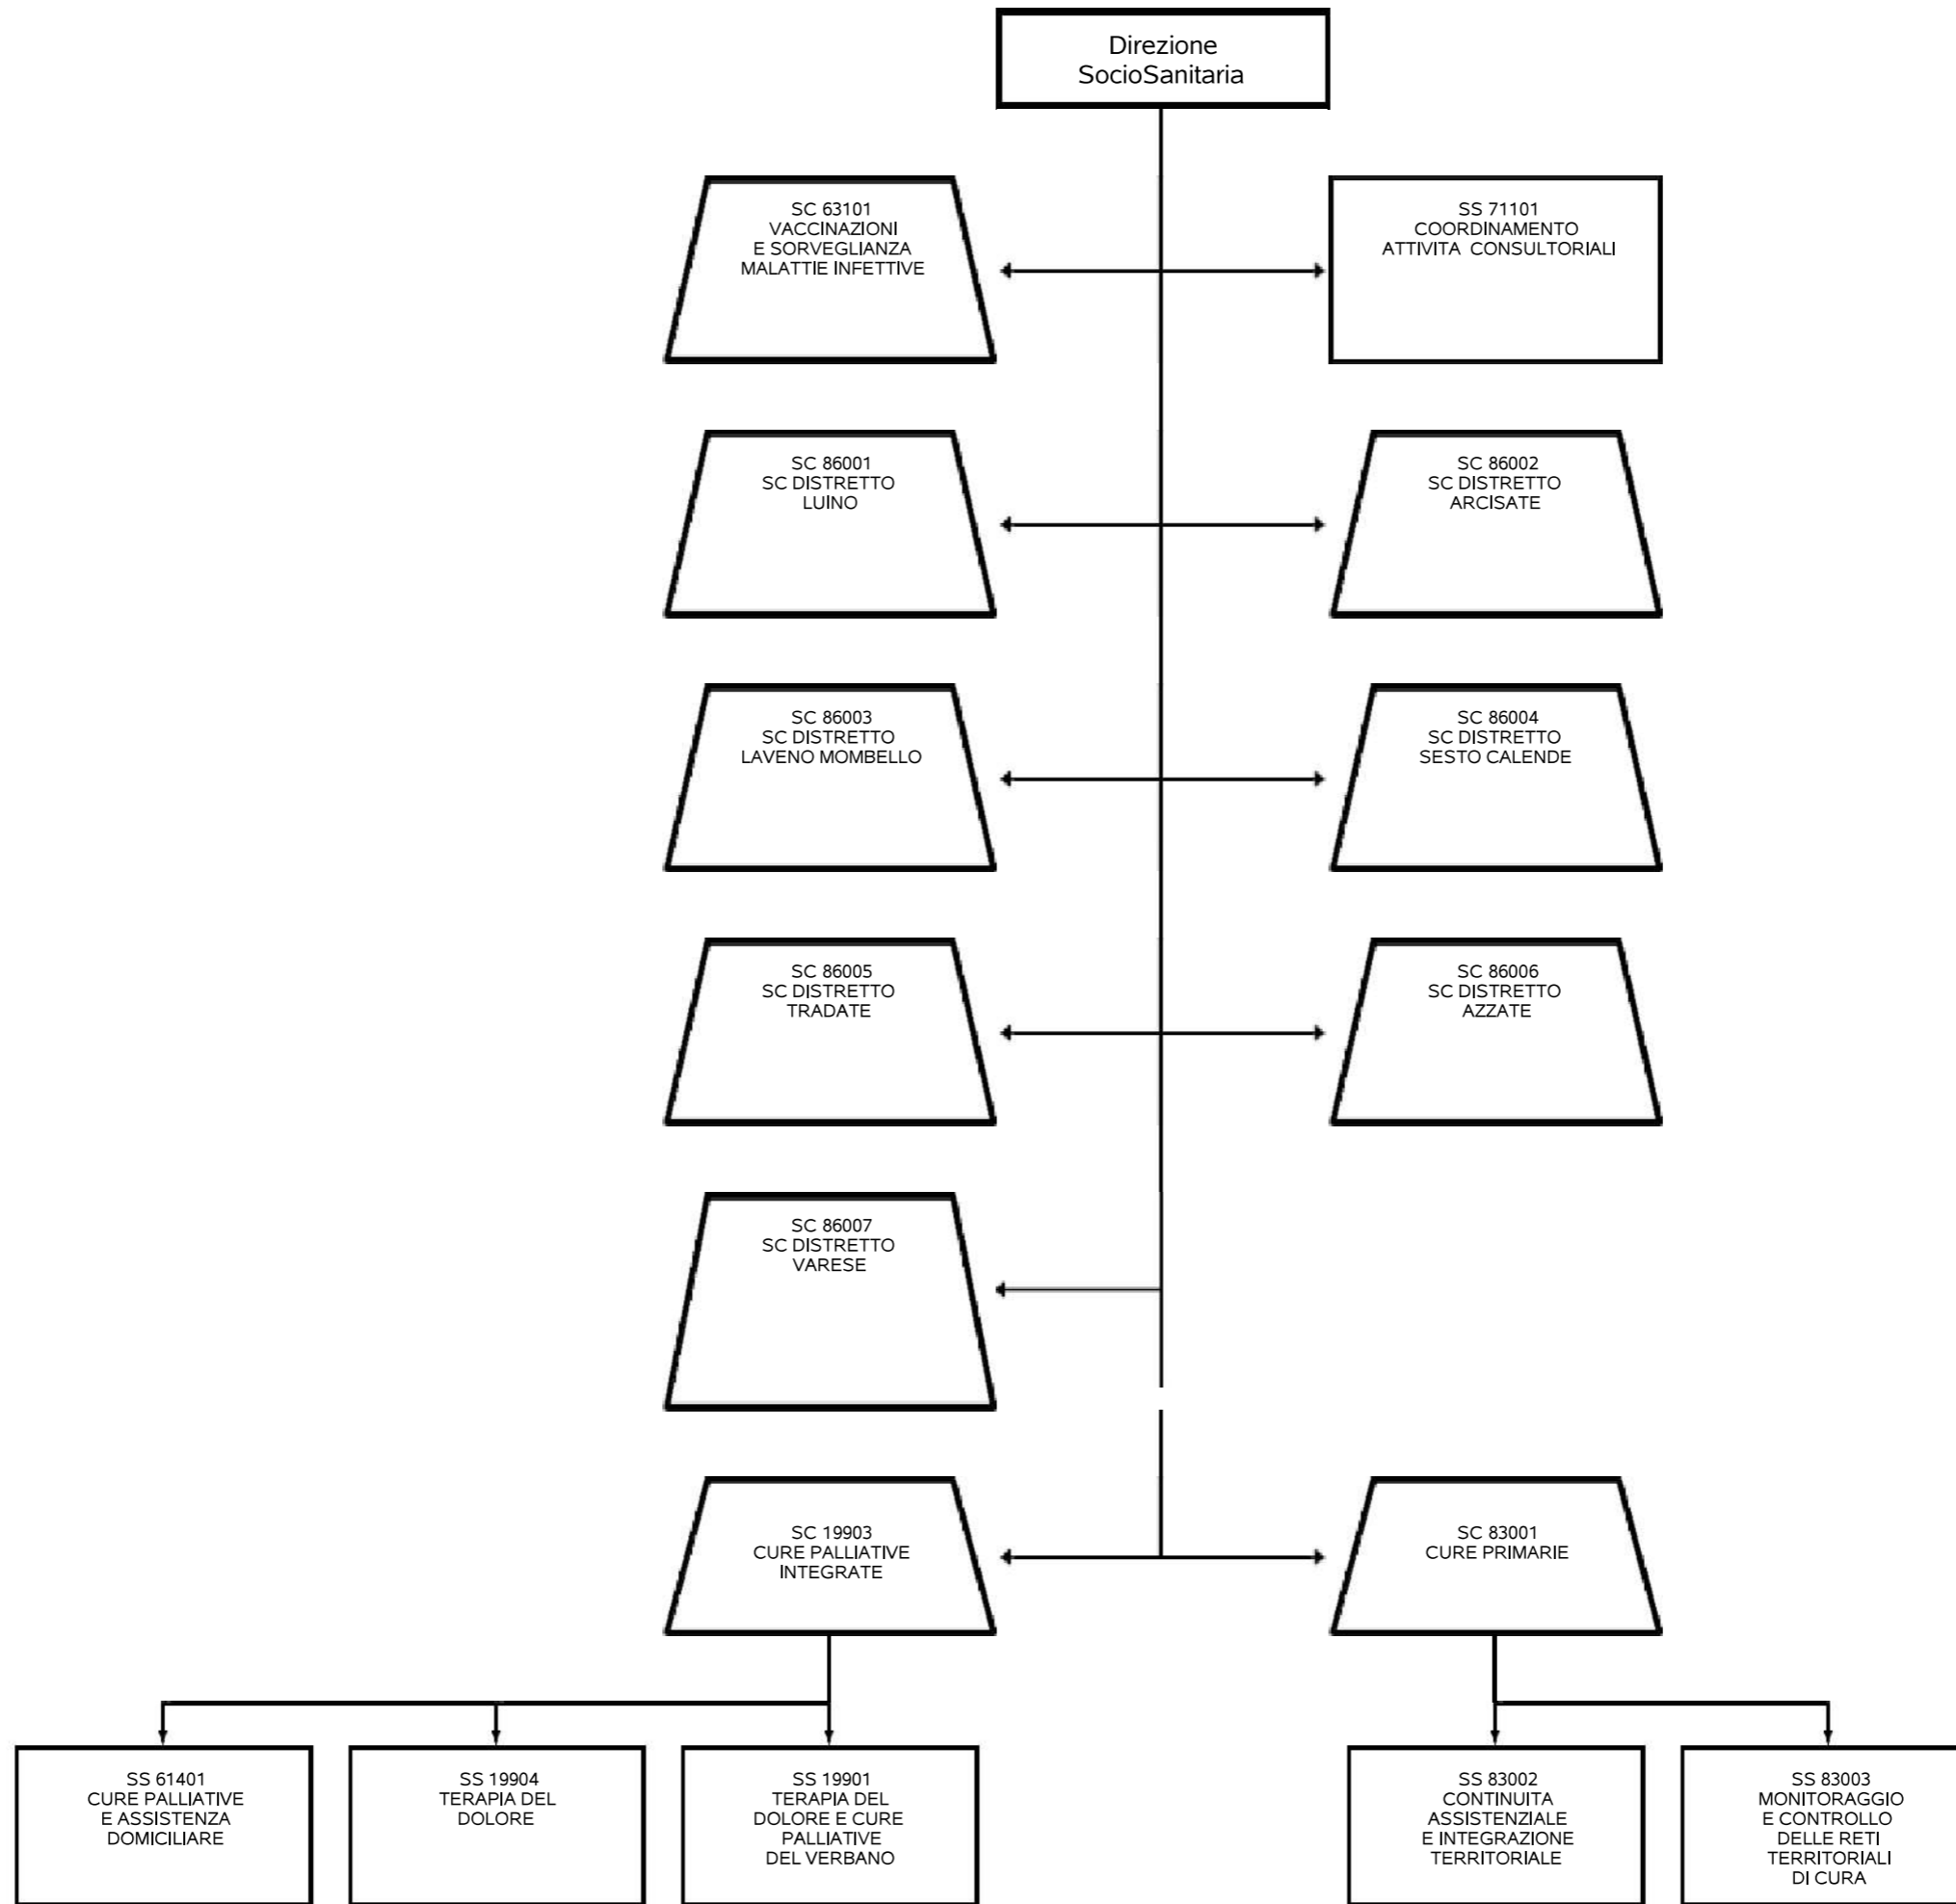 Direzione
SocioSanitaria
SC 63101
VACCINAZIONI
E SORVEGLIANZA
MALATTIE INFETTIVE
SS 71101
COORDINAMENTO
ATTIVITA CONSULTORIALI
SC 86001
SC DISTRETTO
LUINO
SC 86002
SC DISTRETTO
ARCISATE
SC 86003
SC DISTRETTO
LAVENO MOMBELLO
SC 86004
SC DISTRETTO
SESTO CALENDE
SC 86005
SC DISTRETTO
TRADATE
SC 86006
SC DISTRETTO
AZZATE
SC 86007
SC DISTRETTO
VARESE
SC 19903
CURE PALLIATIVE
INTEGRATE
SC 83001
CURE PRIMARIE
SS 61401
CURE PALLIATIVE
E ASSISTENZA
DOMICILIARE
SS 19904
TERAPIA DEL
DOLORE
SS 19901
TERAPIA DEL
DOLORE E CURE
PALLIATIVE
DEL VERBANO
SS 83002
CONTINUITA
ASSISTENZIALE
E INTEGRAZIONE
TERRITORIALE
SS 83003
MONITORAGGIO
E CONTROLLO
DELLE RETI
TERRITORIALI
DI CURA